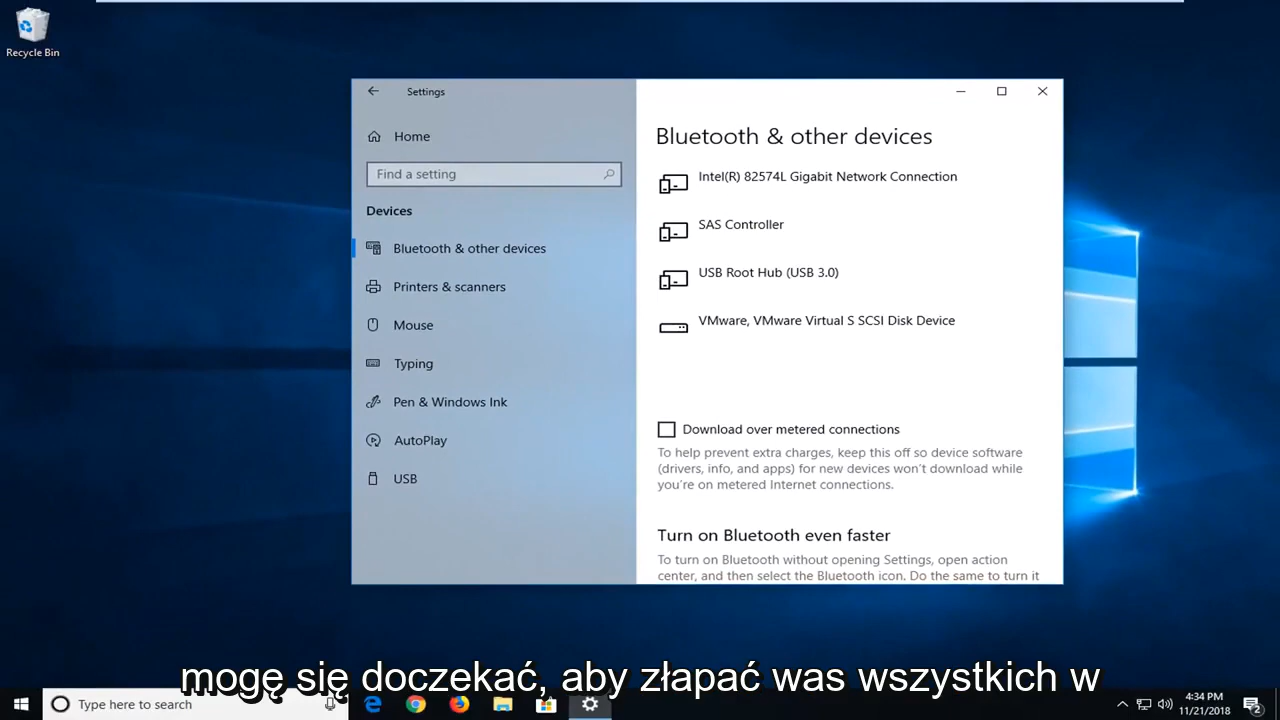 Recycle Bin
Settings
Home
Find a setting
Devices
Bluetooth & other devices
Printers & scanners
Mouse
Typing
Pen & Windows Ink
AutoPlay
USB
Bluetooth & other devices
Intel(R) 82574L Gigabit Network Connection
SAS Controller
USB Root Hub (USB 3.0)
VMware, VMware Virtual S SCSI Disk Device
Download over metered connections
To help prevent extra charges, keep this off so device software
(drivers, info, and apps) for new devices won't download while
you're on metered Internet connections.
Turn on Bluetooth even faster
To turn on Bluetooth without opening Settings, open action
center, and then select the Bluetooth icon. Do the same to turn it
mogę się doczekać, aby złapać was wszystkich w
Type here to search
4:34 PM
11/21/2018
2